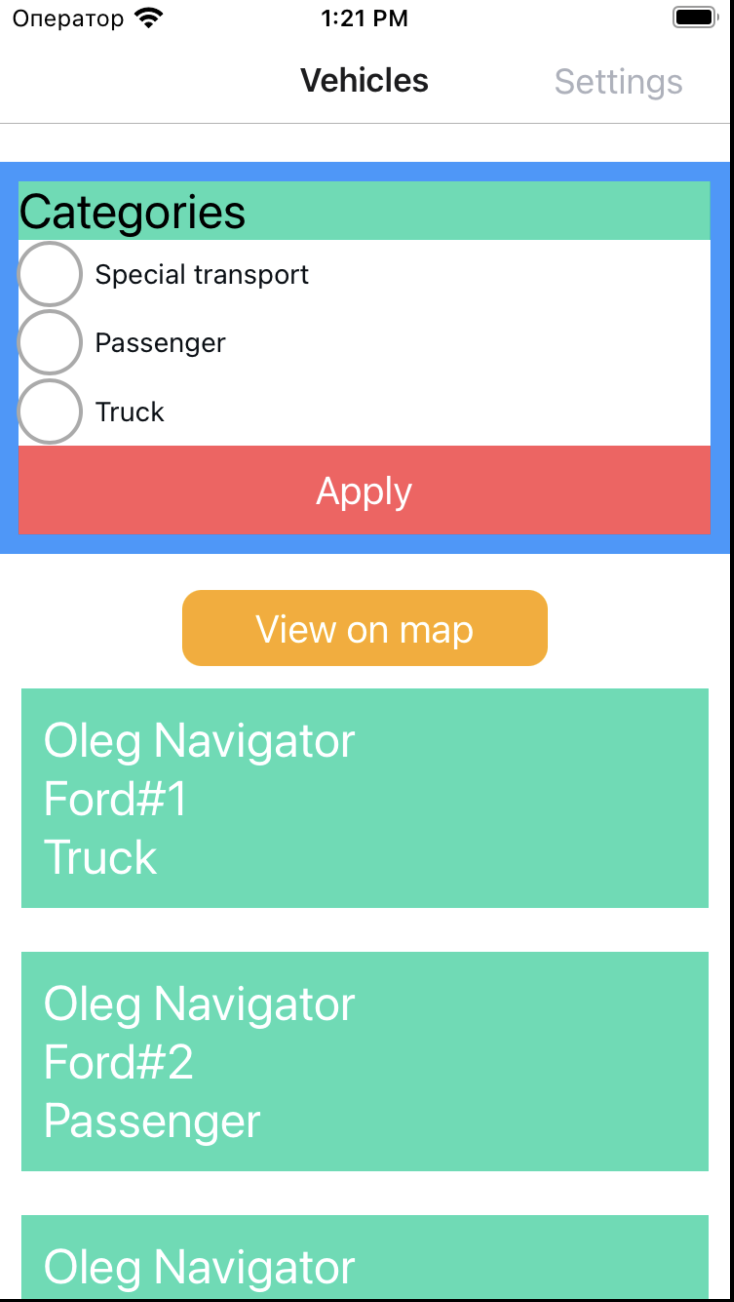 Оператор 1:21 PM
Vehicles Settings
Categories
Special transport
Passenger
Truck
Apply
View on map
Oleg Navigator
Ford#1
Truck
Oleg Navigator
Ford#2
Passenger
Oleg Navigator